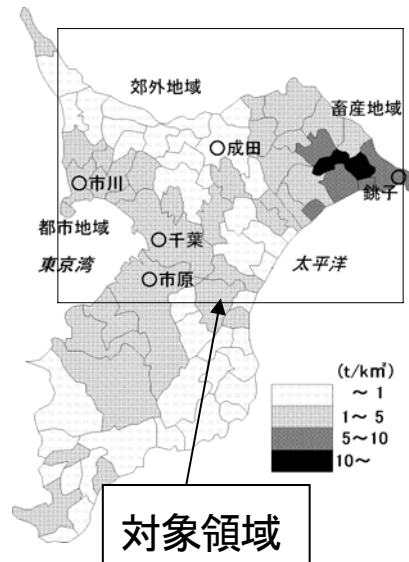 郊外地域
畜産地域
○成田
○市川
銚子
都市地域
○千葉
東京湾
太平洋
○市原
(t/k㎡)
～ 1
1～ 5
5～10
10～
対象領域